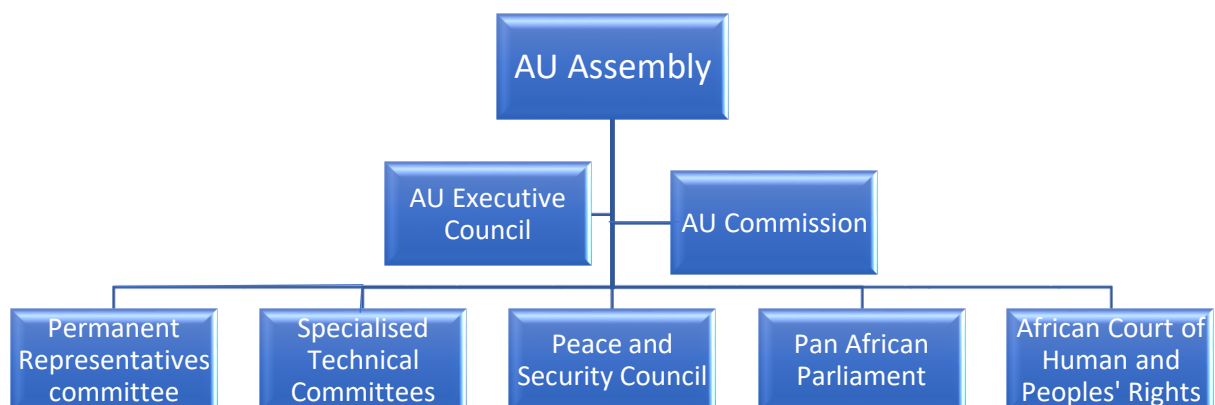 AU Assembly
AU Executive
Council
AU Commission
Permanent
Representatives
committee
Specialised
Technical
Committees
Peace and
Security Council
Pan African
Parliament
African Court of
Human and
Peoples' Rights